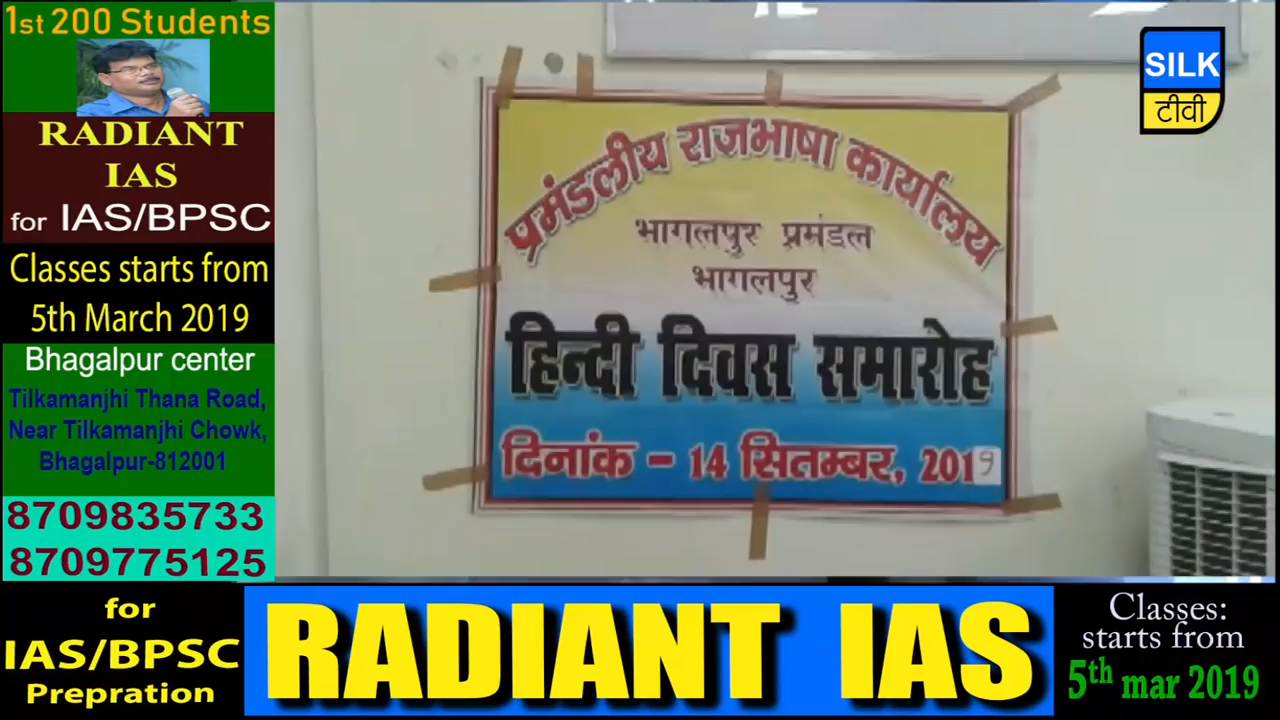 1st 200 Students
RADIANT
IAS
for IAS/BPSC
Classes starts from
5th March 2019
Bhagalpur center
Tilkamanjhi Thana Road,
Near Tilkamanjhi Chowk,
Bhagalpur-812001
8709835733
8709775125
SILK
टीवी
प्रमंडलीय राजभाषा कार्यालय
भागलपुर प्रमंडल
भागलपुर
हिन्दी दिवस समारोह
दिनांक - 14 सितम्बर, 2019
for
IAS/BPSC
Prepration
RADIANT IAS
Classes:
starts from
5th mar 2019